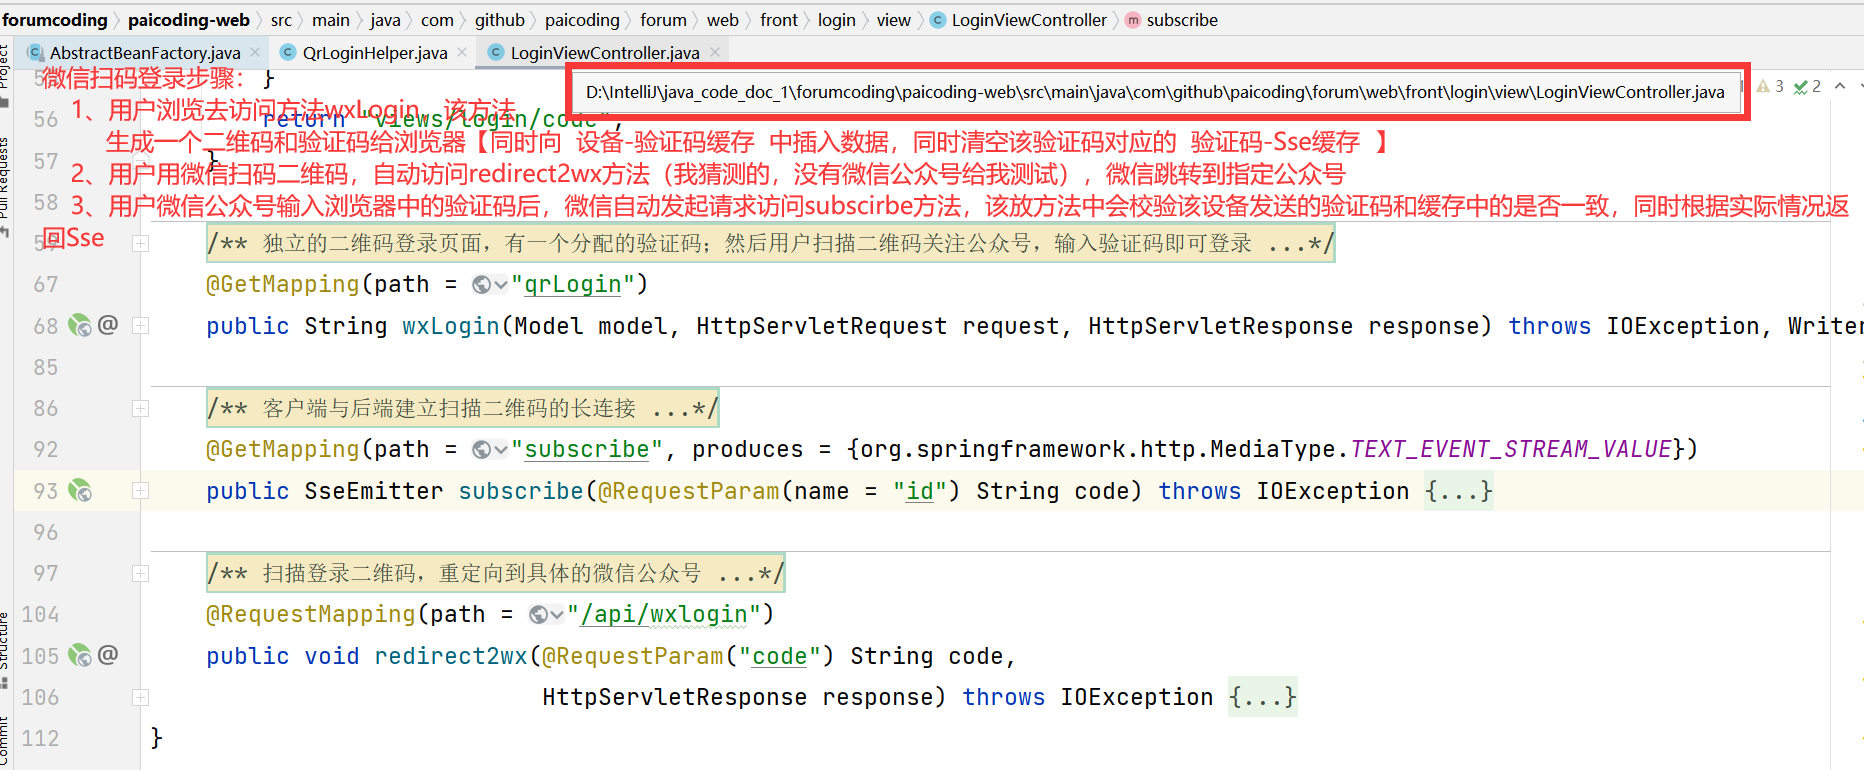 forumcoding 〉 paicoding-web 〉 src 〉 main 〉 java 〉 com 〉 github 〉 paicoding 〉 forum 〉 web 〉 front 〉 login 〉 view 〉 LoginViewController 〉 subscribe
AbstractBeanFactory.java QrLoginHelper.java LoginViewController.java
Project
微信扫码登录步骤： }
D:\IntelliJ\java_code_doc_1\forumcoding\paicoding-web\src\main\java\com\github\paicoding\forum\web\front\login\view\LoginViewController.java
3 2
1、用户浏览去访问方法wxLogin，该方法
56 return "views/login/code";
生成一个二维码和验证码给浏览器【同时向 设备-验证码缓存 中插入数据，同时清空该验证码对应的 验证码-Sse缓存 】
57 }
2、用户用微信扫码二维码，自动访问redirect2wx方法（我猜测的，没有微信公众号给我测试），微信跳转到指定公众号
Pull Requests
58
3、用户微信公众号输入浏览器中的验证码后，微信自动发起请求访问subscirbe方法，该放方法中会校验该设备发送的验证码和缓存中的是否一致，同时根据实际情况返
回Sse
59 /** 独立的二维码登录页面，有一个分配的验证码；然后用户扫描二维码关注公众号，输入验证码即可登录 ...*/
67 @GetMapping(path = "qrLogin")
68 public String wxLogin(Model model, HttpServletRequest request, HttpServletResponse response) throws IOException, Writer
85
86 /** 客户端与后端建立扫描二维码的长连接 ...*/
92 @GetMapping(path = "subscribe", produces = {org.springframework.http.MediaType.TEXT_EVENT_STREAM_VALUE})
93 public SseEmitter subscribe(@RequestParam(name = "id") String code) throws IOException {...}
96
97 /** 扫描登录二维码，重定向到具体的微信公众号 ...*/
104 @RequestMapping(path = "/api/wxlogin")
105 public void redirect2wx(@RequestParam("code") String code,
106 HttpServletResponse response) throws IOException {...}
112 }
Structure
Commit